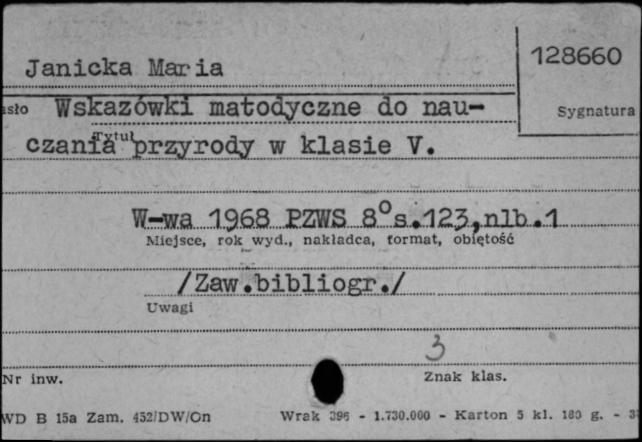 128660
Janicka Maria
Wskazówki matodyczne do nau-
Sygnatura
Tytuł
czania przyrody w klasie V.
W-wa 1968 PZWS 8° s.123,nlb.1
Miejsce, rok wyd., nakładca, format, objętość
/Zaw.bibliogr./
Uwagi
3
Nr inw.
Znak klas.
WD B 15a Zam. 452/DW/On Wrak 396 - 1.730.000 - Karton 5 kl. 180 g. -